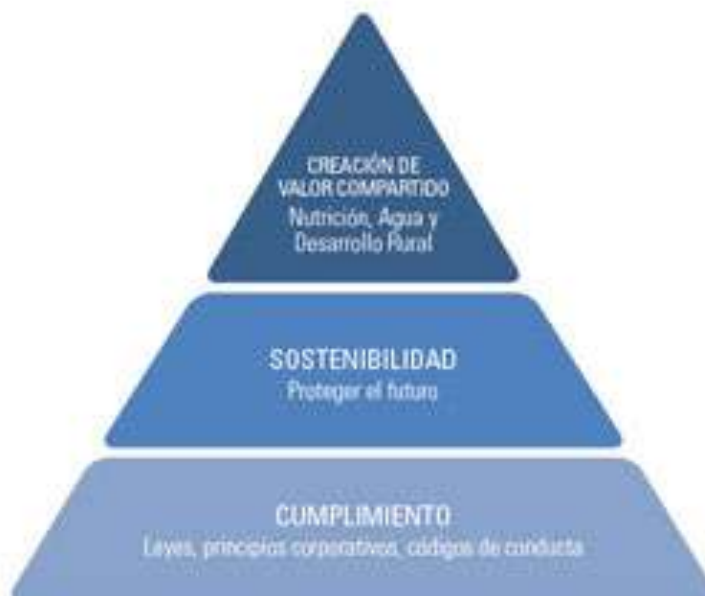 CREACIÓN DE
VALOR COMPARTIDO
Nutrición, Agua y
Desarrollo Rural
SOSTENIBILIDAD
Proteger el futuro
CUMPLIMIENTO
Leyes, principios corporativos, códigos de conducta